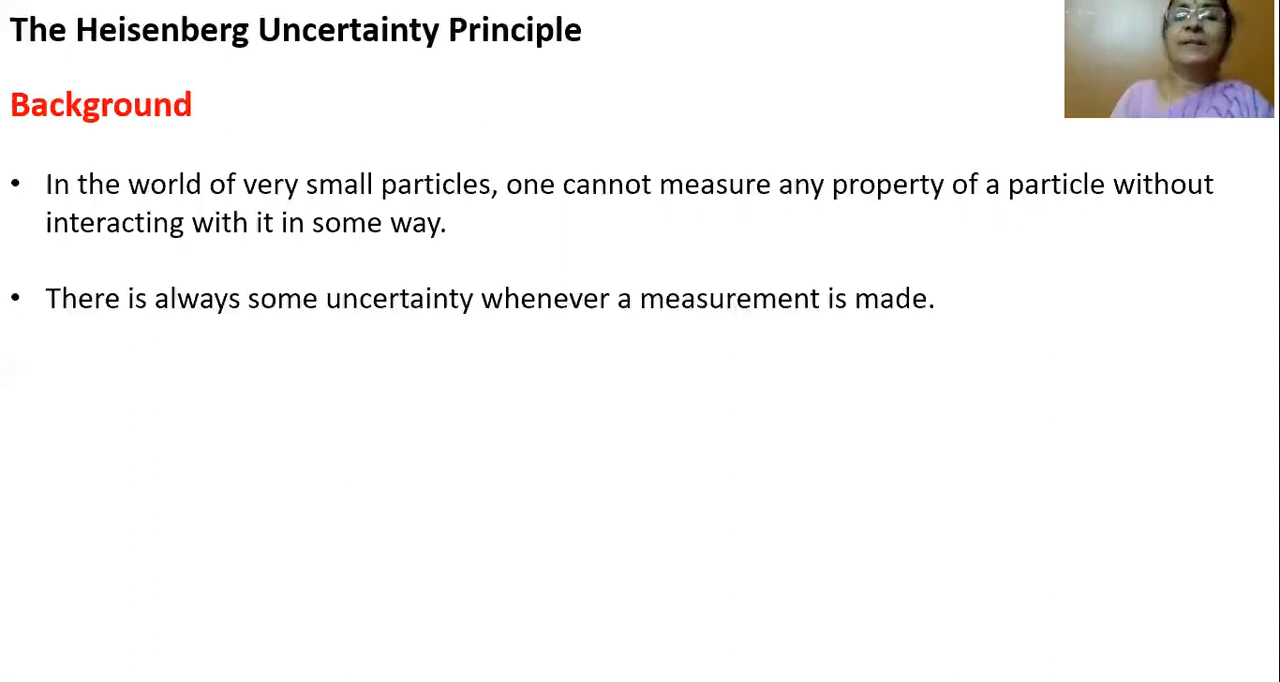 The Heisenberg Uncertainty Principle
Background
• In the world of very small particles, one cannot measure any property of a particle without
interacting with it in some way.
• There is always some uncertainty whenever a measurement is made.